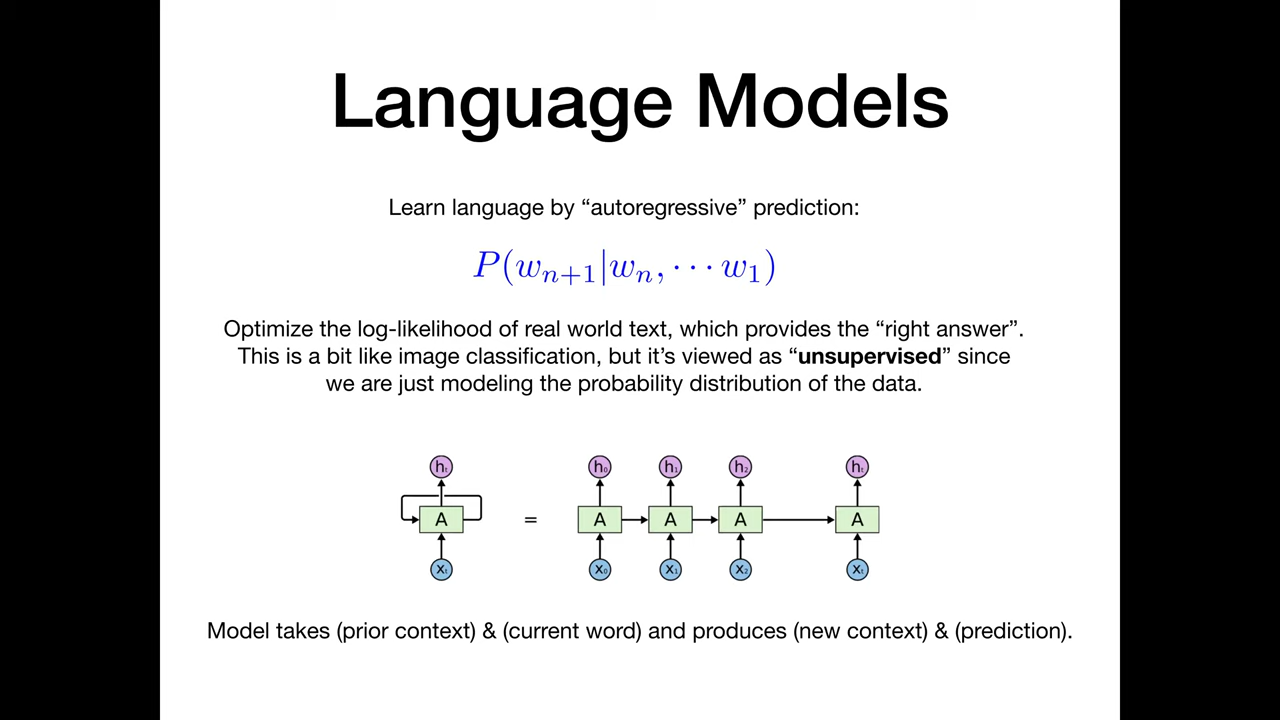 Language Models
Learn language by “autoregressive” prediction:
P(wₙ₊₁|wₙ, ⋯ w₁)
Optimize the log-likelihood of real world text, which provides the “right answer”.
This is a bit like image classification, but it’s viewed as “unsupervised” since
we are just modeling the probability distribution of the data.
hₜ h₀ h₁ h₂ hₜ
A = A A A A
xₜ x₀ x₁ x₂ xₜ
Model takes (prior context) & (current word) and produces (new context) & (prediction).